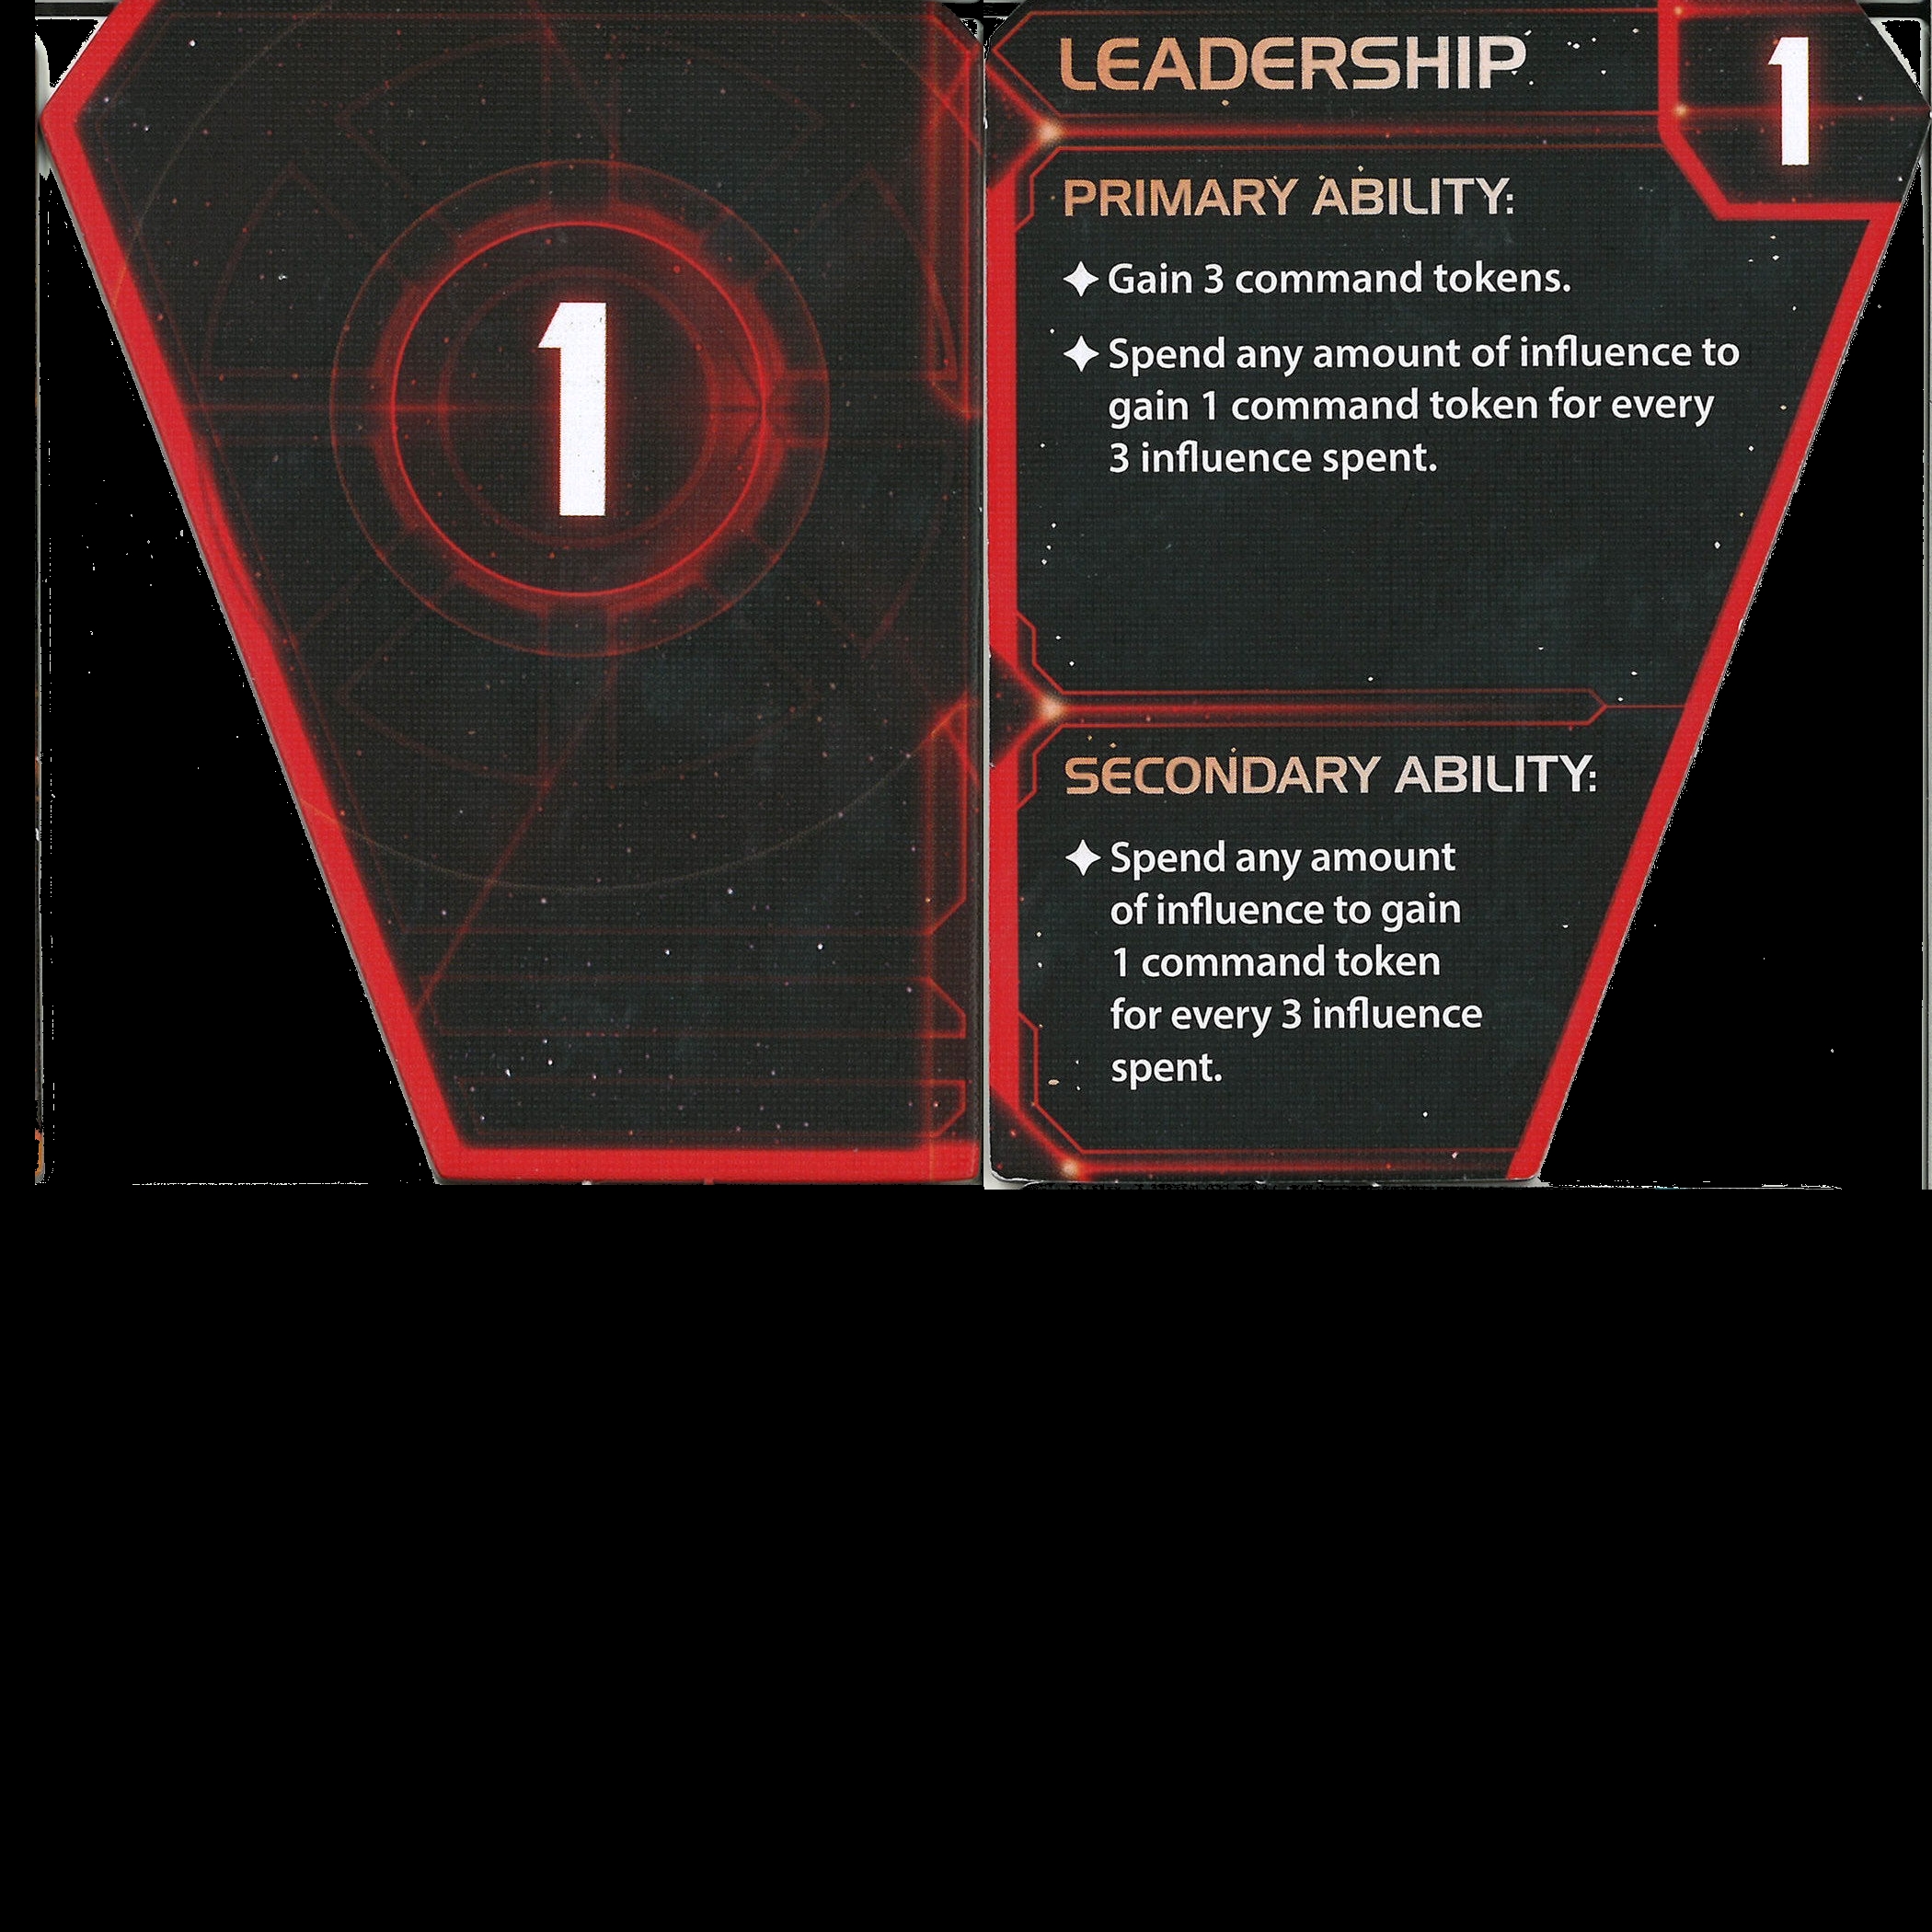 1
LEADERSHIP
1
PRIMARY ABILITY:
Gain 3 command tokens.
Spend any amount of influence to
gain 1 command token for every
3 influence spent.
SECONDARY ABILITY:
Spend any amount
of influence to gain
1 command token
for every 3 influence
spent.